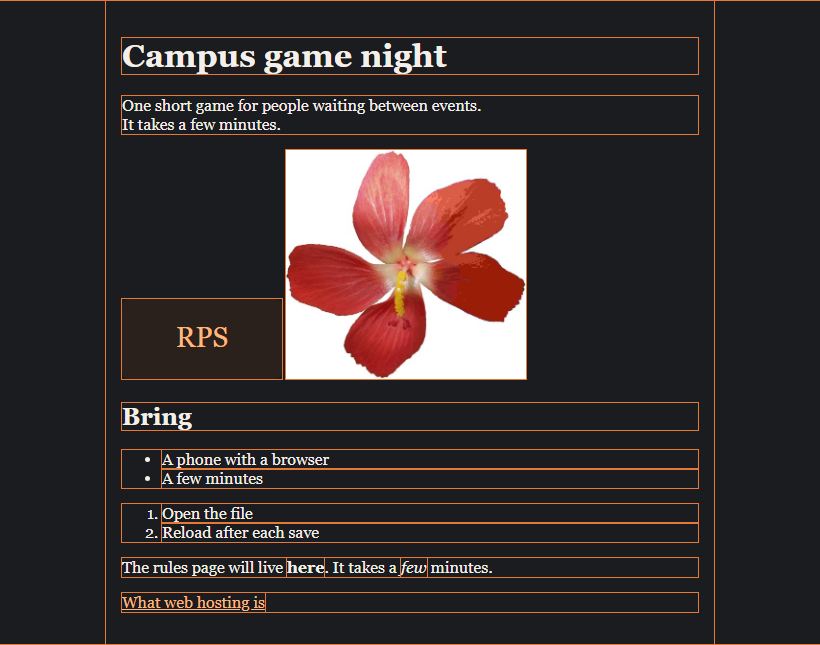 Campus game night
One short game for people waiting between events.
It takes a few minutes.
RPS
Bring
• A phone with a browser
• A few minutes
1. Open the file
2. Reload after each save
The rules page will live here. It takes a few minutes.
What web hosting is